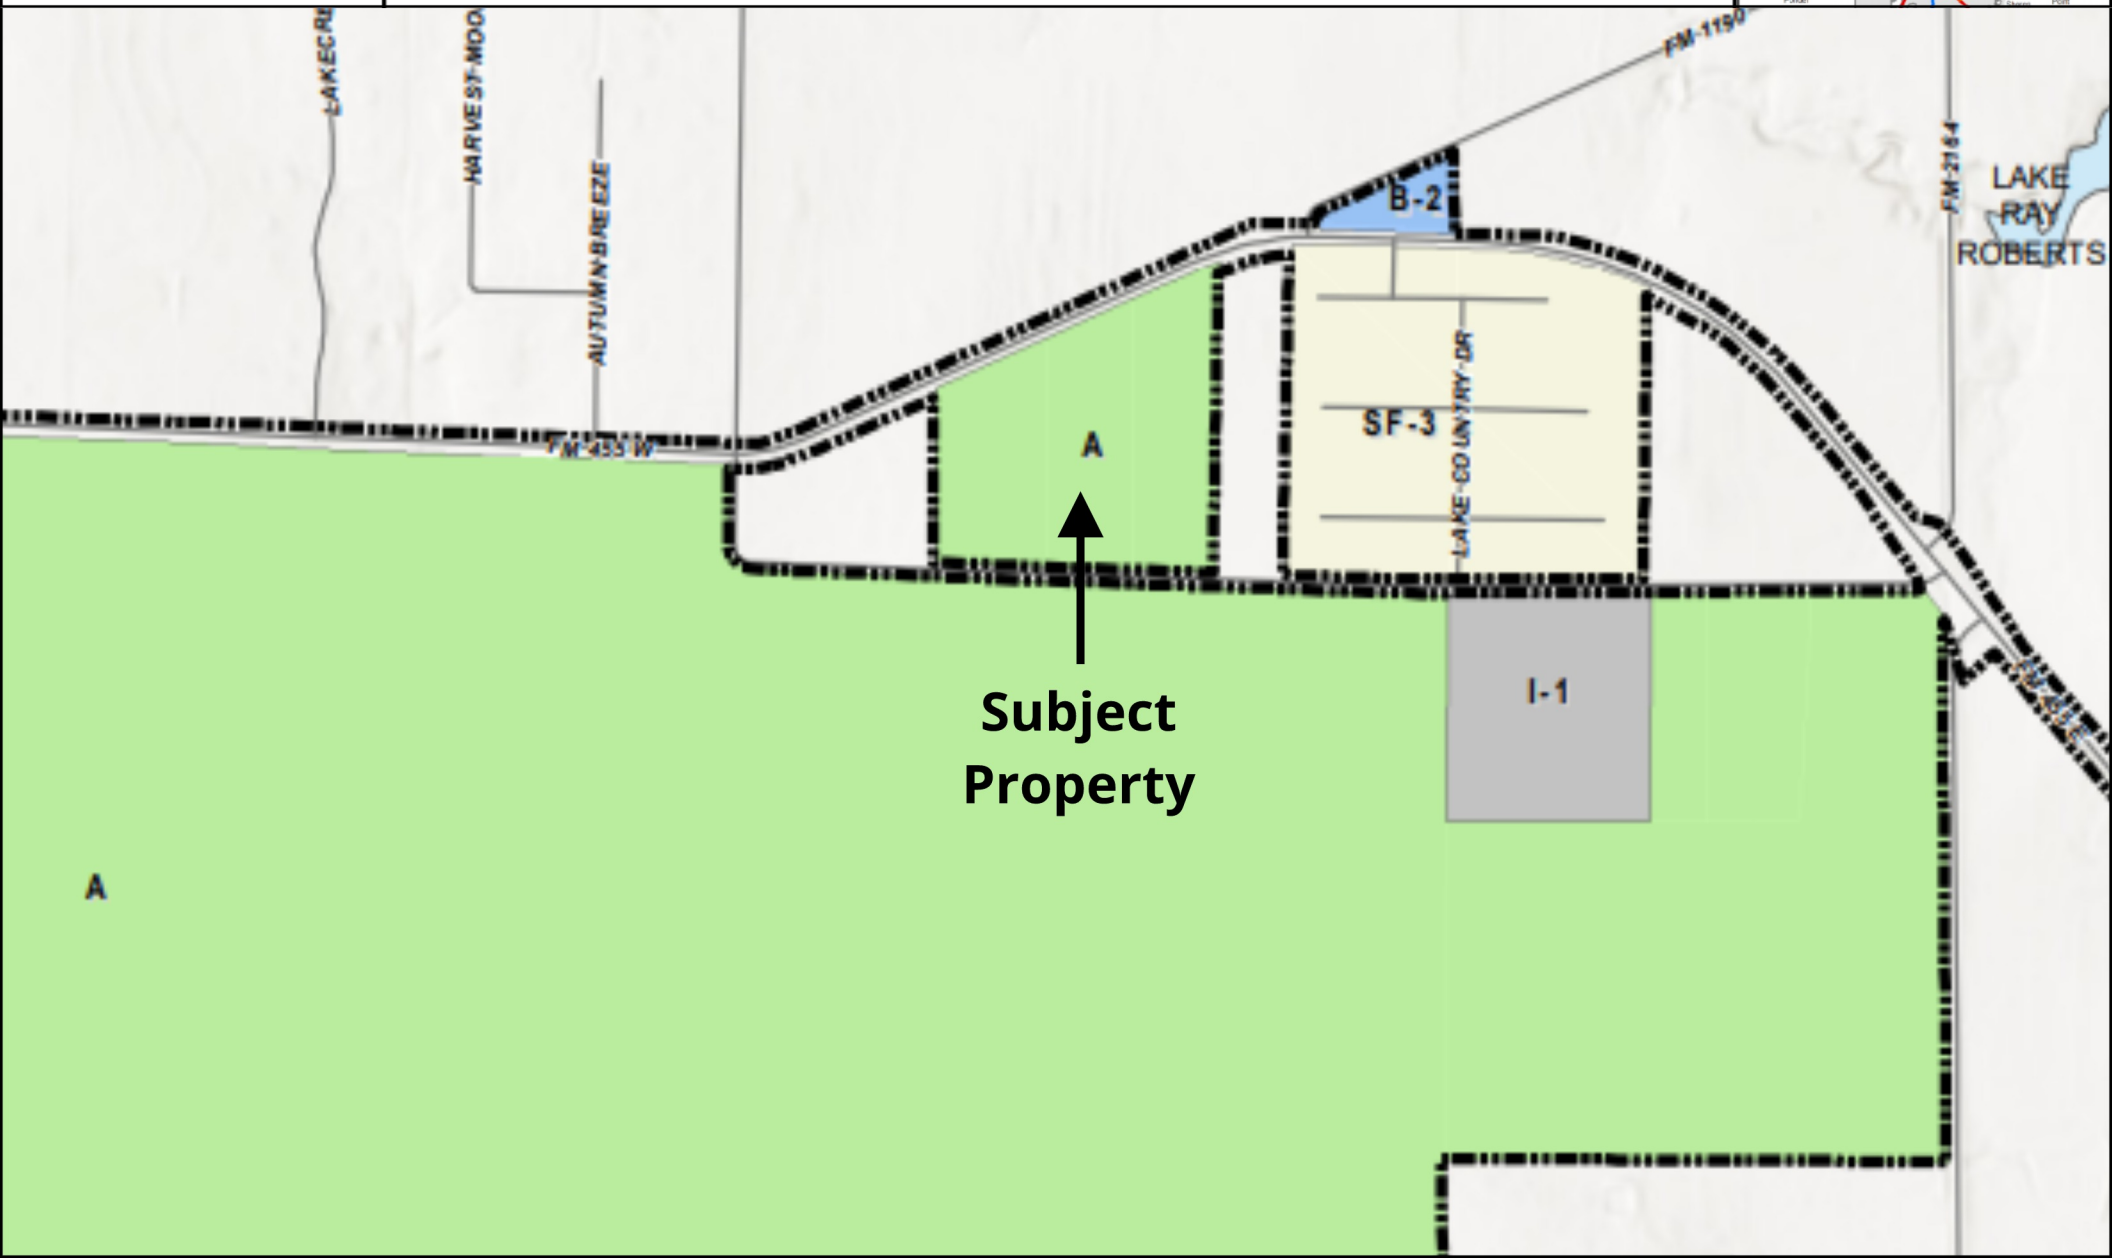 FM-1190
LAKECRE
HARVEST-MOO
AUTUMN-BREEZE
FM-2164
LAKE
RAY
ROBERTS
B-2
LAKE-COUNTRY-DR
SF-3
A
FM-455 W
Subject
Property
I-1
A